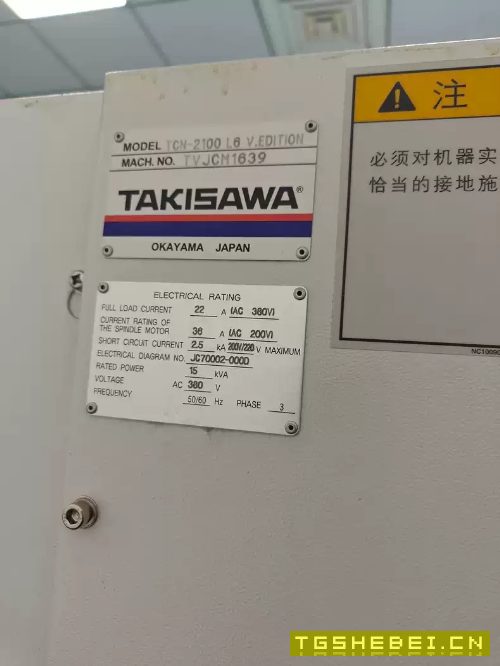 MODEL TCN-2100 L6 V.EDITION
MACH. NO. TVJCM1639
TAKISAWA®
OKAYAMA JAPAN
ELECTRICAL RATING
FULL LOAD CURRENT 22 A (AC 380V)
CURRENT RATING OF
THE SPINDLE MOTOR 36 A (AC 200V)
SHORT CIRCUIT CURRENT 2.5 kA 200V/220 V MAXIMUM
ELECTRICAL DIAGRAM NO. JC70002-000D
RATED POWER 15 kVA
VOLTAGE AC 380 V
FREQUENCY 50/60 Hz PHASE 3
注
必须对机器实
恰当的接地施
NC1009
TGSHEBEI.CN